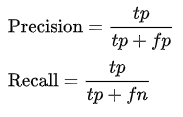 Precision = tp / (tp + fp)
Recall = tp / (tp + fn)